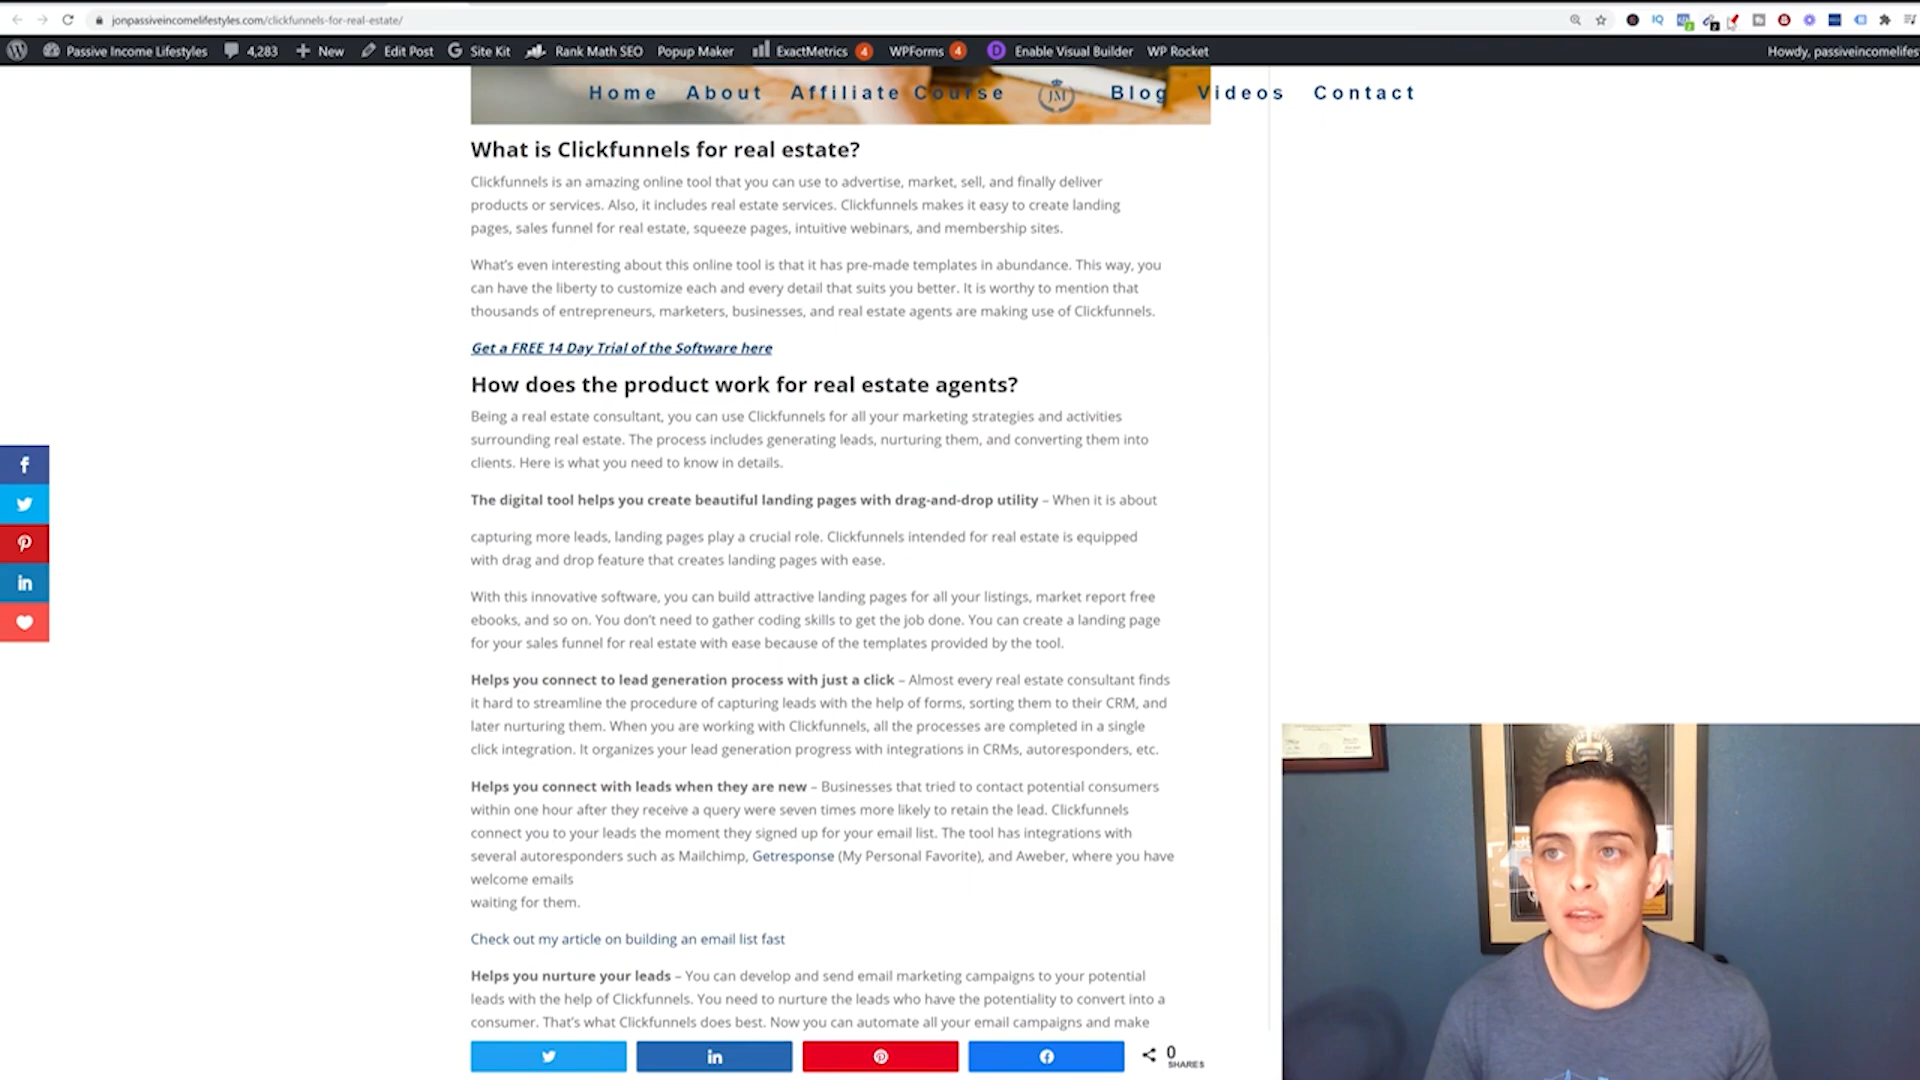 jonpassiveincomelifestyles.com/clickfunnels-for-real-estate/
Passive Income Lifestyles 4,283 New Edit Post Site Kit Rank Math SEO Popup Maker ExactMetrics 4 WPForms 4 Enable Visual Builder WP Rocket Howdy, passiveincomelifes
Home About Affiliate Course JM Blog Videos Contact
What is Clickfunnels for real estate?
Clickfunnels is an amazing online tool that you can use to advertise, market, sell, and finally deliver
products or services. Also, it includes real estate services. Clickfunnels makes it easy to create landing
pages, sales funnel for real estate, squeeze pages, intuitive webinars, and membership sites.
What's even interesting about this online tool is that it has pre-made templates in abundance. This way, you
can have the liberty to customize each and every detail that suits you better. It is worthy to mention that
thousands of entrepreneurs, marketers, businesses, and real estate agents are making use of Clickfunnels.
Get a FREE 14 Day Trial of the Software here
How does the product work for real estate agents?
Being a real estate consultant, you can use Clickfunnels for all your marketing strategies and activities
surrounding real estate. The process includes generating leads, nurturing them, and converting them into
clients. Here is what you need to know in details.
The digital tool helps you create beautiful landing pages with drag-and-drop utility – When it is about
capturing more leads, landing pages play a crucial role. Clickfunnels intended for real estate is equipped
with drag and drop feature that creates landing pages with ease.
With this innovative software, you can build attractive landing pages for all your listings, market report free
ebooks, and so on. You don't need to gather coding skills to get the job done. You can create a landing page
for your sales funnel for real estate with ease because of the templates provided by the tool.
Helps you connect to lead generation process with just a click – Almost every real estate consultant finds
it hard to streamline the procedure of capturing leads with the help of forms, sorting them to their CRM, and
later nurturing them. When you are working with Clickfunnels, all the processes are completed in a single
click integration. It organizes your lead generation progress with integrations in CRMs, autoresponders, etc.
Helps you connect with leads when they are new – Businesses that tried to contact potential consumers
within one hour after they receive a query were seven times more likely to retain the lead. Clickfunnels
connect you to your leads the moment they signed up for your email list. The tool has integrations with
several autoresponders such as Mailchimp, Getresponse (My Personal Favorite), and Aweber, where you have
welcome emails
waiting for them.
Check out my article on building an email list fast
Helps you nurture your leads – You can develop and send email marketing campaigns to your potential
leads with the help of Clickfunnels. You need to nurture the leads who have the potentiality to convert into a
consumer. That's what Clickfunnels does best. Now you can automate all your email campaigns and make
0
SHARES